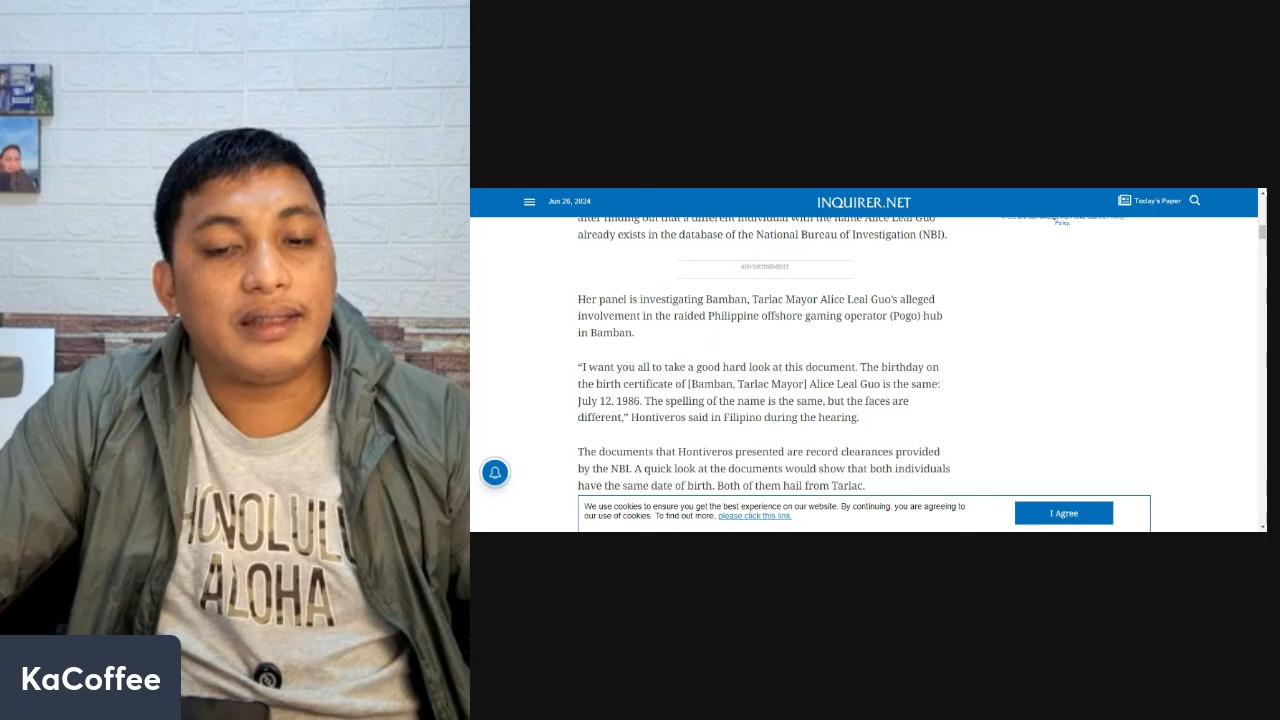 HONOLUL
ALOHA
KaCoffee
Jun 26, 2024
INQUIRER.NET
Today's Paper
after finding out that a different individual with the name Alice Leal Guo
already exists in the database of the National Bureau of Investigation (NBI).
Policy.
ADVERTISEMENT
Her panel is investigating Bamban, Tarlac Mayor Alice Leal Guo's alleged
involvement in the raided Philippine offshore gaming operator (Pogo) hub
in Bamban.
“I want you all to take a good hard look at this document. The birthday on
the birth certificate of [Bamban, Tarlac Mayor] Alice Leal Guo is the same:
July 12, 1986. The spelling of the name is the same, but the faces are
different,” Hontiveros said in Filipino during the hearing.
The documents that Hontiveros presented are record clearances provided
by the NBI. A quick look at the documents would show that both individuals
have the same date of birth. Both of them hail from Tarlac.
We use cookies to ensure you get the best experience on our website. By continuing, you are agreeing to
our use of cookies. To find out more, please click this link.
I Agree